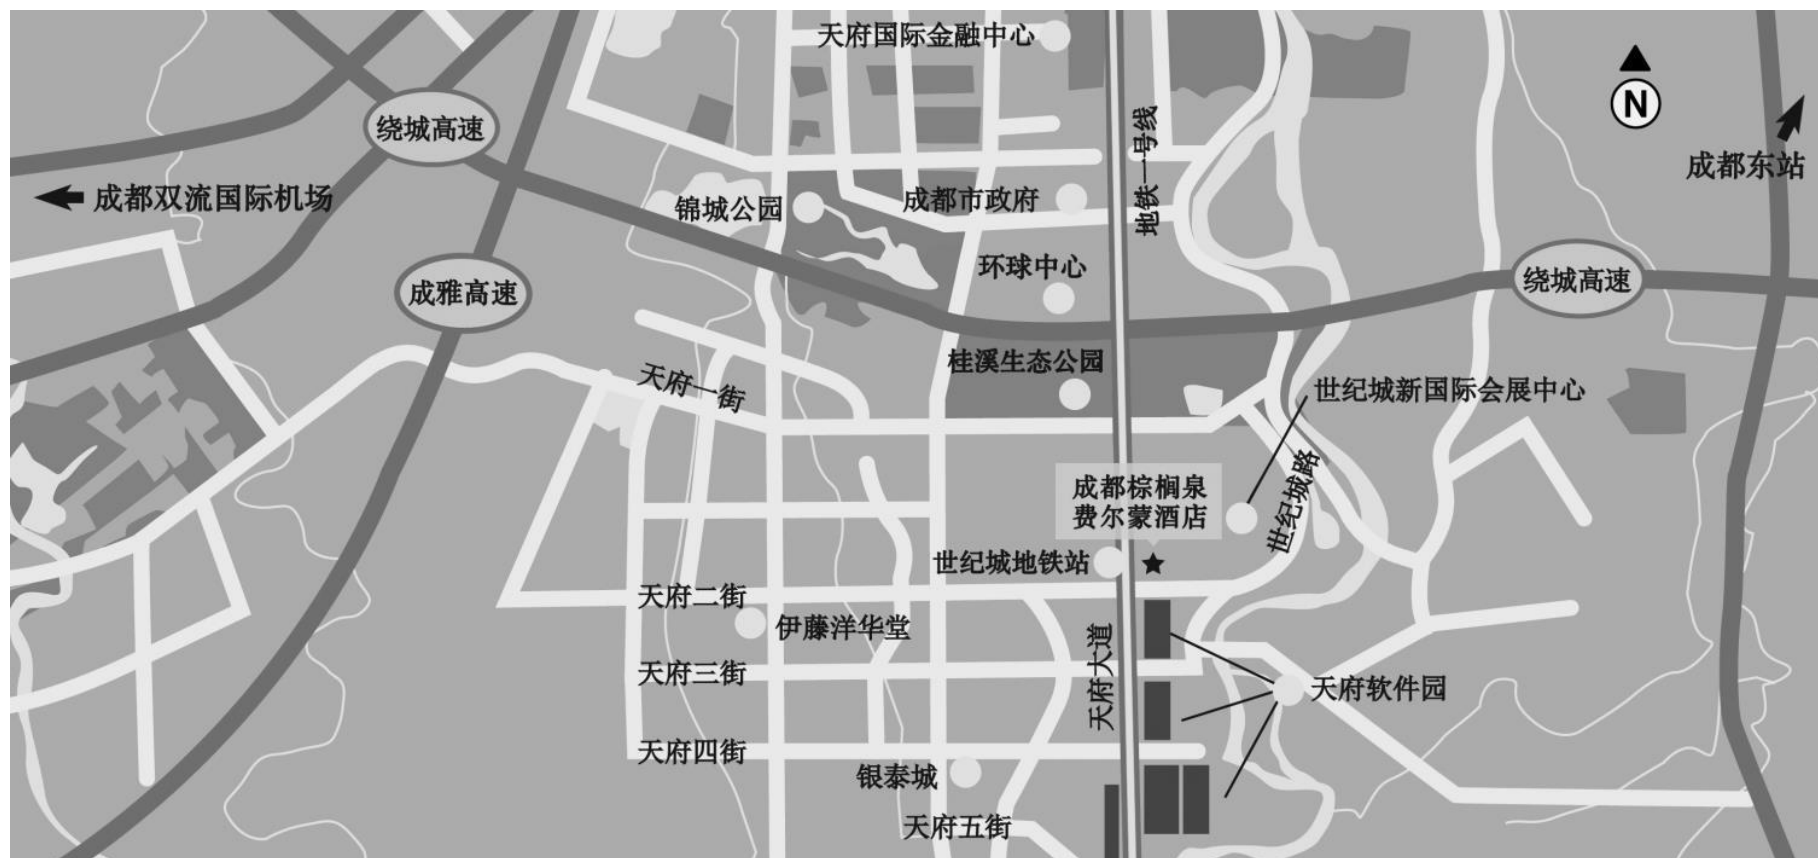 天府国际金融中心
N
绕城高速
地铁一号线
成都东站
成都双流国际机场
锦城公园
成都市政府
环球中心
成雅高速
绕城高速
桂溪生态公园
天府一街
世纪城新国际会展中心
成都棕榈泉
费尔蒙酒店
世纪城路
世纪城地铁站
天府二街
伊藤洋华堂
天府三街
天府大道
天府软件园
天府四街
银泰城
天府五街